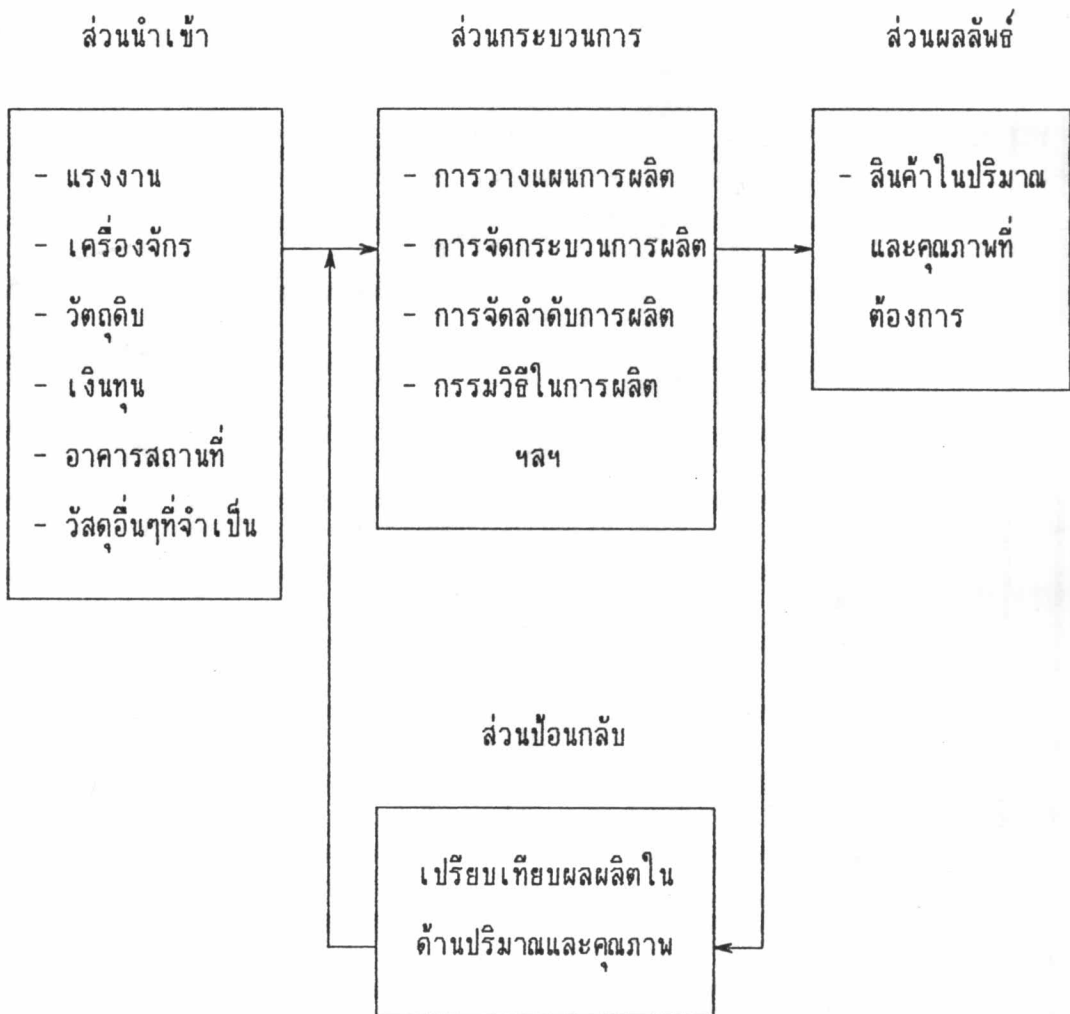 ส่วนนำเข้า
ส่วนกระบวนการ
ส่วนผลลัพธ์
- แรงงาน
- เครื่องจักร
- วัตถุดิบ
- เงินทุน
- อาคารสถานที่
- วัสดุอื่นๆที่จำเป็น
- การวางแผนการผลิต
- การจัดกระบวนการผลิต
- การจัดลำดับการผลิต
- กรรมวิธีในการผลิต
ฯลฯ
- สินค้าในปริมาณ
และคุณภาพที่
ต้องการ
ส่วนป้อนกลับ
เปรียบเทียบผลผลิตใน
ด้านปริมาณและคุณภาพ